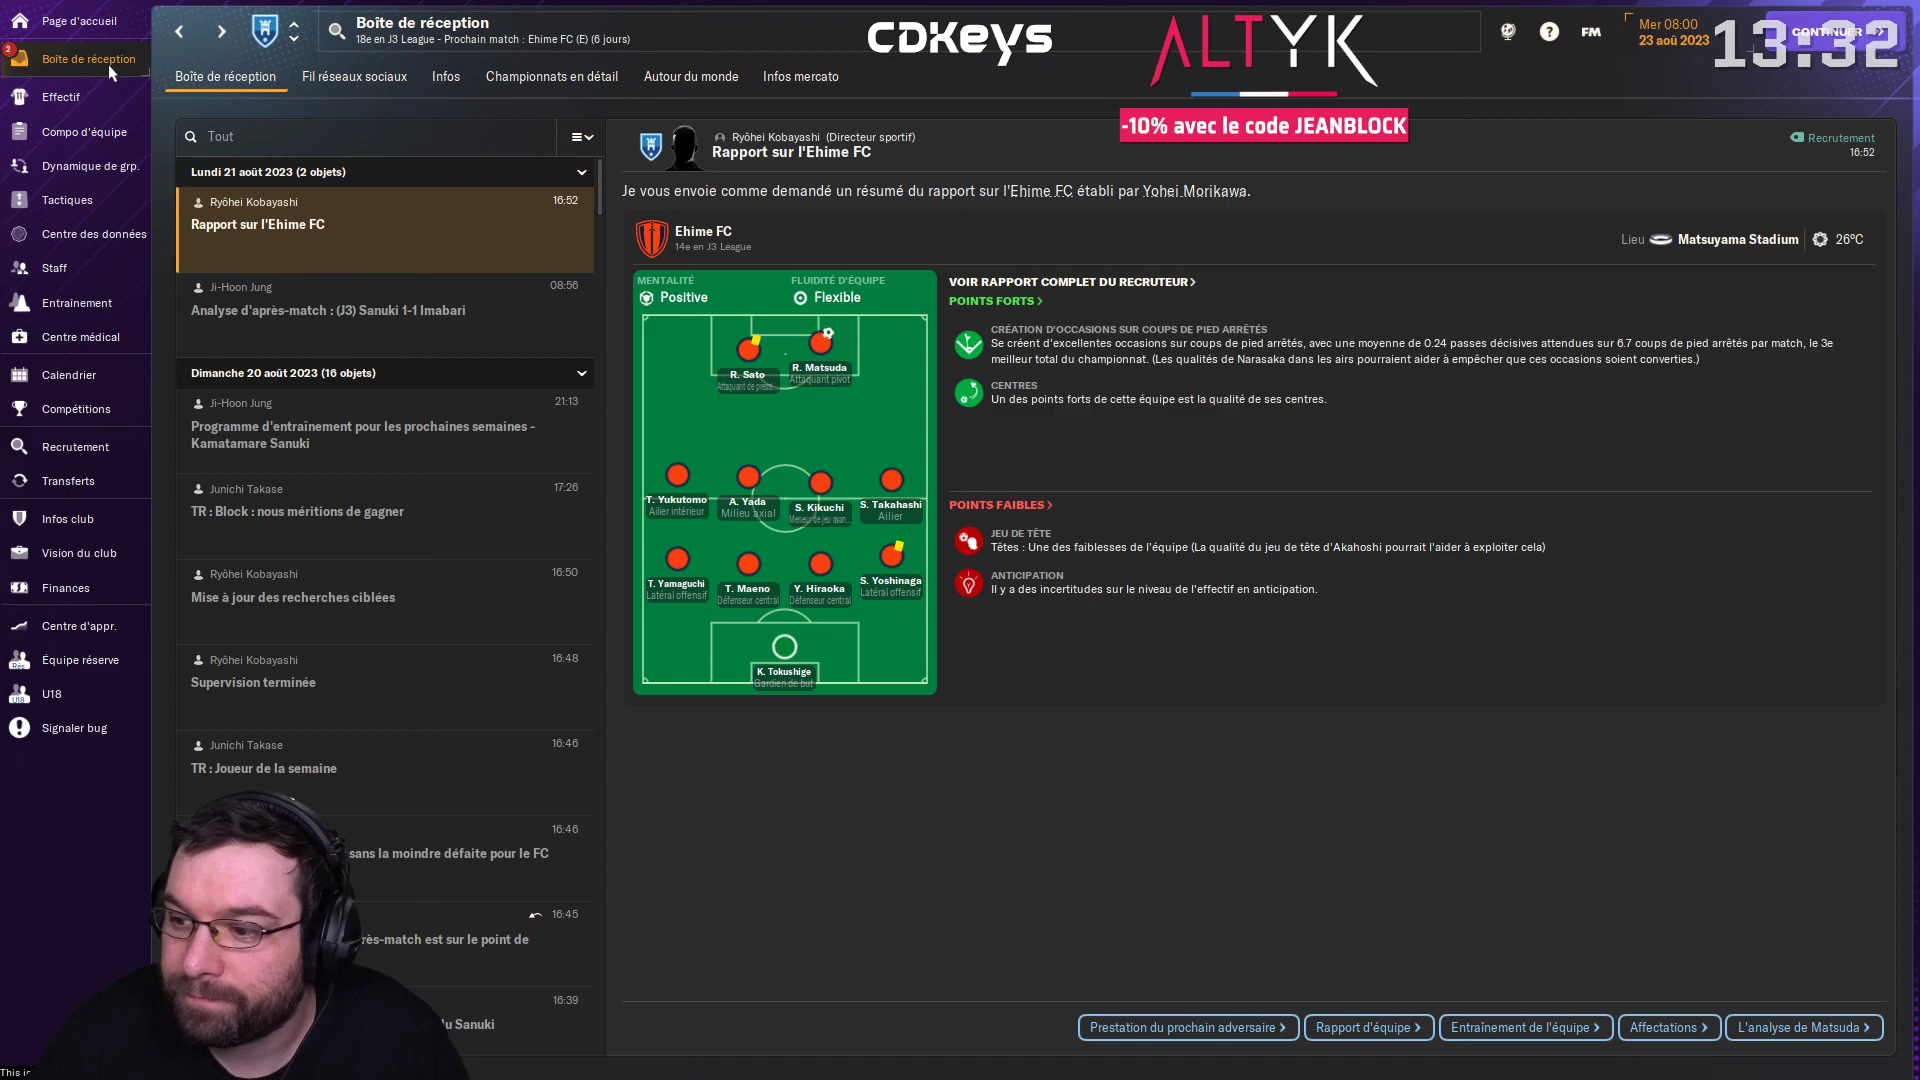 Page d'accueil
2
Boîte de réception
Effectif
Compo d'équipe
Dynamique de grp.
Tactiques
Centre des données
Staff
Entraînement
Centre médical
Calendrier
Compétitions
Recrutement
Transferts
Infos club
Vision du club
Finances
Centre d'appr.
Équipe réserve
U18
Signaler bug
Boîte de réception
18e en J3 League - Prochain match : Ehime FC (E) (6 jours)
CDKeys
ALTYK
-10% avec le code JEANBLOCK
FM
Mer 08:00
23 aoû 2023
CONTINUER
13:32
Boîte de réception
Fil réseaux sociaux
Infos
Championnats en détail
Autour du monde
Infos mercato
Tout
Lundi 21 août 2023 (2 objets)
Ryôhei Kobayashi 16:52
Rapport sur l'Ehime FC
Ji-Hoon Jung 08:56
Analyse d'après-match : (J3) Sanuki 1-1 Imabari
Dimanche 20 août 2023 (16 objets)
Ji-Hoon Jung 21:13
Programme d'entraînement pour les prochaines semaines -
Kamatamare Sanuki
Junichi Takase 17:26
TR : Block : nous méritions de gagner
Ryôhei Kobayashi 16:50
Mise à jour des recherches ciblées
Ryôhei Kobayashi 16:48
Supervision terminée
Junichi Takase 16:46
TR : Joueur de la semaine
16:46
sans la moindre défaite pour le FC
16:45
rès-match est sur le point de
16:39
du Sanuki
Ryôhei Kobayashi (Directeur sportif)
Rapport sur l'Ehime FC
Recrutement
16:52
Je vous envoie comme demandé un résumé du rapport sur l'Ehime FC établi par Yohei Morikawa.
Ehime FC
14e en J3 League
Lieu Matsuyama Stadium 26°C
MENTALITÉ
Positive
FLUIDITÉ D'ÉQUIPE
Flexible
R. Sato
R. Matsuda
Attaquant pivot
T. Yukutomo
Ailier intérieur
A. Yada
Milieu axial
S. Kikuchi
S. Takahashi
Ailier
T. Yamaguchi
Latéral offensif
T. Maeno
Défenseur central
Y. Hiraoka
Défenseur central
S. Yoshinaga
Latéral offensif
K. Tokushige
Gardien de but
VOIR RAPPORT COMPLET DU RECRUTEUR
POINTS FORTS
CRÉATION D'OCCASIONS SUR COUPS DE PIED ARRÊTÉS
Se créent d'excellentes occasions sur coups de pied arrêtés, avec une moyenne de 0.24 passes décisives attendues sur 6.7 coups de pied arrêtés par match, le 3e
meilleur total du championnat. (Les qualités de Narasaka dans les airs pourraient aider à empêcher que ces occasions soient converties.)
CENTRES
Un des points forts de cette équipe est la qualité de ses centres.
POINTS FAIBLES
JEU DE TÊTE
Têtes : Une des faiblesses de l'équipe (La qualité du jeu de tête d'Akahoshi pourrait l'aider à exploiter cela)
ANTICIPATION
Il y a des incertitudes sur le niveau de l'effectif en anticipation.
Prestation du prochain adversaire
Rapport d'équipe
Entraînement de l'équipe
Affectations
L'analyse de Matsuda
This is